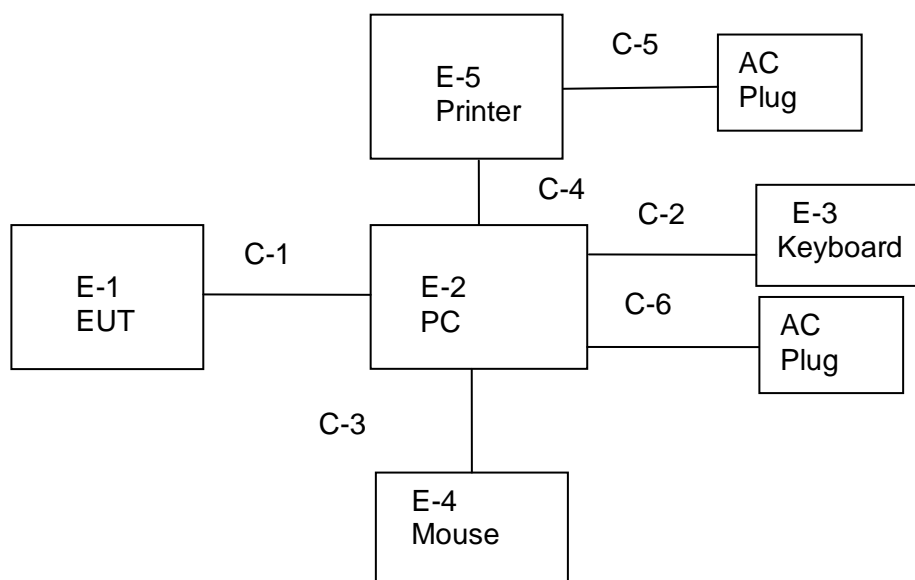 C-5
E-5
Printer
AC
Plug
C-4
C-2
E-3
Keyboard
C-1
E-1
EUT
E-2
PC
C-6
AC
Plug
C-3
E-4
Mouse